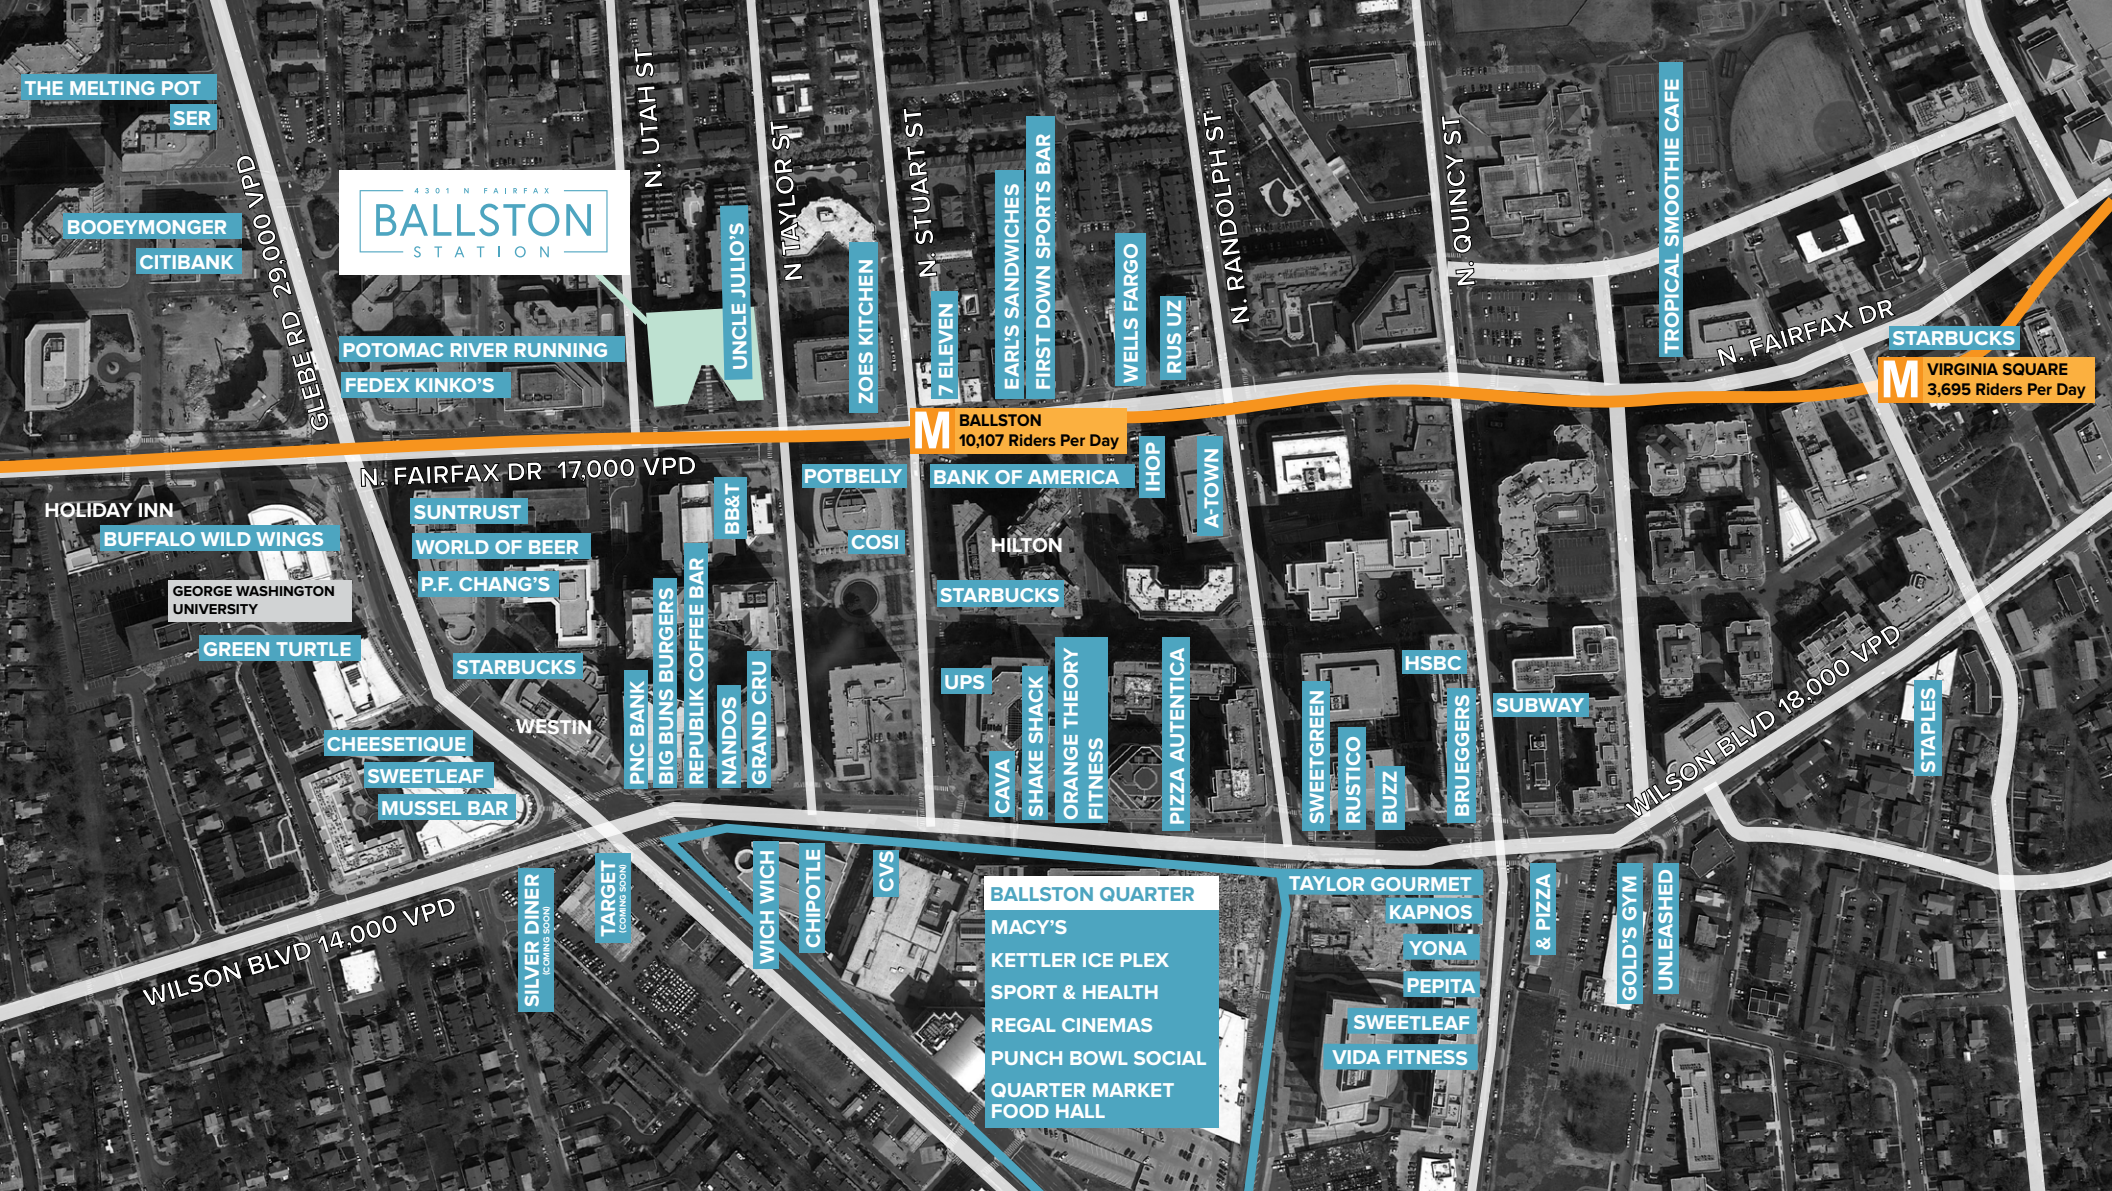 THE MELTING POT
SER
BOOEYMONGER
CITIBANK
GLEBE RD 29,000 VPD
4301 N FAIRFAX
BALLSTON
STATION
POTOMAC RIVER RUNNING
FEDEX KINKO'S
N. UTAH ST
UNCLE JULIO'S
N TAYLOR ST
ZOES KITCHEN
N. STUART ST
7 ELEVEN
EARL'S SANDWICHES
FIRST DOWN SPORTS BAR
WELLS FARGO
RUS UZ
N. RANDOLPH ST
N. QUINCY ST
TROPICAL SMOOTHIE CAFE
N. FAIRFAX DR
STARBUCKS
M
VIRGINIA SQUARE
3,695 Riders Per Day
M
BALLSTON
10,107 Riders Per Day
N. FAIRFAX DR 17,000 VPD
HOLIDAY INN
BUFFALO WILD WINGS
GEORGE WASHINGTON
UNIVERSITY
GREEN TURTLE
SUNTRUST
WORLD OF BEER
P.F. CHANG'S
STARBUCKS
WESTIN
CHEESETIQUE
SWEETLEAF
MUSSEL BAR
BB&T
PNC BANK
BIG BUNS BURGERS
REPUBLIK COFFEE BAR
NANDOS
GRAND CRU
POTBELLY
COSI
BANK OF AMERICA
IHOP
A-TOWN
HILTON
STARBUCKS
UPS
CAVA
SHAKE SHACK
ORANGE THEORY
FITNESS
PIZZA AUTENTICA
SWEETGREEN
RUSTICO
BUZZ
HSBC
BRUEGGERS
SUBWAY
WILSON BLVD 18,000 VPD
STAPLES
WILSON BLVD 14,000 VPD
SILVER DINER
(COMING SOON)
TARGET
(COMING SOON)
WICH WICH
CHIPOTLE
CVS
BALLSTON QUARTER
MACY'S
KETTLER ICE PLEX
SPORT & HEALTH
REGAL CINEMAS
PUNCH BOWL SOCIAL
QUARTER MARKET
FOOD HALL
TAYLOR GOURMET
KAPNOS
YONA
PEPITA
SWEETLEAF
VIDA FITNESS
& PIZZA
GOLD'S GYM
UNLEASHED